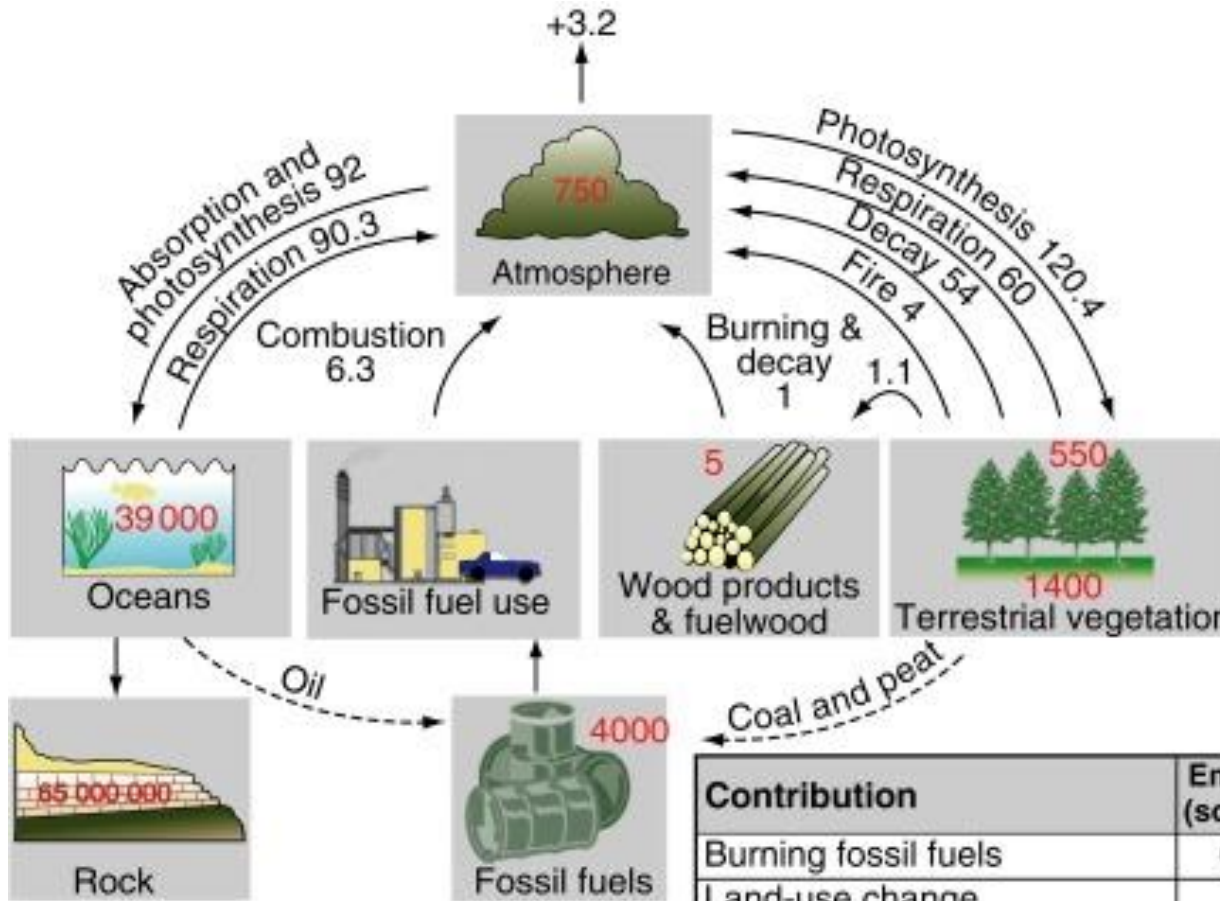 +3.2
750
Atmosphere
Absorption and
photosynthesis 92
Respiration 90.3
Combustion
6.3
Burning &
decay
1
1.1
Photosynthesis 120.4
Respiration 60
Decay 54
Fire 4
39 000
Oceans
Fossil fuel use
5
Wood products
& fuelwood
550
1400
Terrestrial vegetation
Oil
Coal and peat
65 000 000
Rock
4000
Fossil fuels
Contribution
Burning fossil fuels
Land-use change